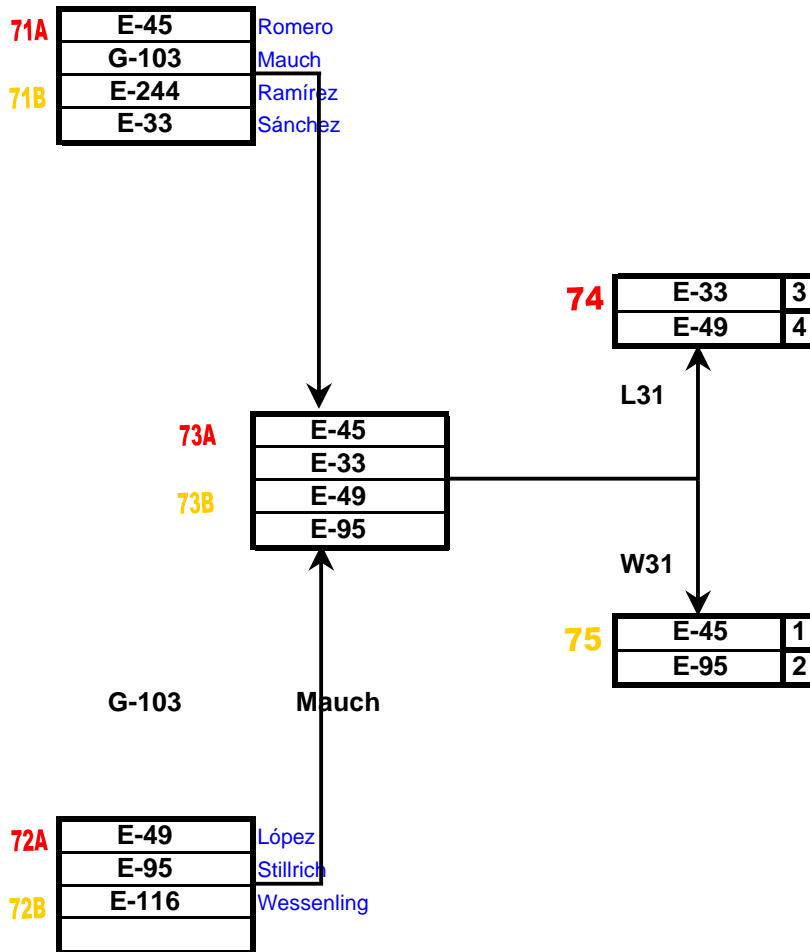 71A E-45 Romero
G-103 Mauch
71B E-244 Ramírez
E-33 Sánchez
74 E-33 3
E-49 4
L31
73A E-45
E-33
73B E-49
E-95
W31
75 E-45 1
E-95 2
G-103 Mauch
72A E-49 López
E-95 Stillrich
72B E-116 Wessenling